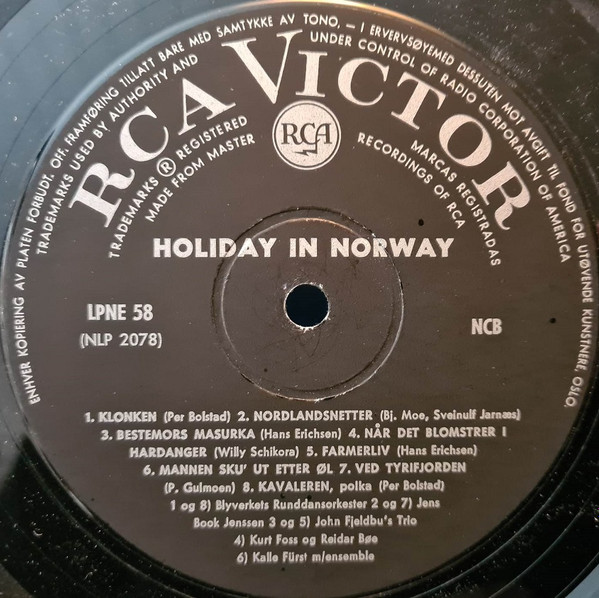 ENHVER KOPIERING AV PLATEN FORBUDT. OFF. FRAMFØRING TILLATT BARE MED SAMTYKKE AV TONO, — I ERVERVSØYEMED DESSUTEN MOT AVGIFT TIL FOND FOR UTØVENDE KUNSTNERE, OSLO.
TRADEMARKS USED BY AUTHORITY AND UNDER CONTROL OF RADIO CORPORATION OF AMERICA
RCA VICTOR
TRADEMARKS ® REGISTERED
MADE FROM MASTER
RCA
MARCAS REGISTRADAS
RECORDINGS OF RCA
HOLIDAY IN NORWAY
LPNE 58
(NLP 2078)
NCB
1. KLONKEN (Per Bolstad) 2. NORDLANDSNETTER (Bj. Moe, Sveinulf Jarnæs)
3. BESTEMORS MASURKA (Hans Erichsen) 4. NÅR DET BLOMSTRER I
HARDANGER (Willy Schikora) 5. FARMERLIV (Hans Erichsen)
6. MANNEN SKU' UT ETTER ØL 7. VED TYRIFJORDEN
(P. Gulmoen) 8. KAVALEREN, polka (Per Bolstad)
1 og 8) Blyverkets Runddansorkester 2 og 7) Jens
Book Jenssen 3 og 5) John Fjeldbu's Trio
4) Kurt Foss og Reidar Bøe
6) Kalle Fürst m/ensemble